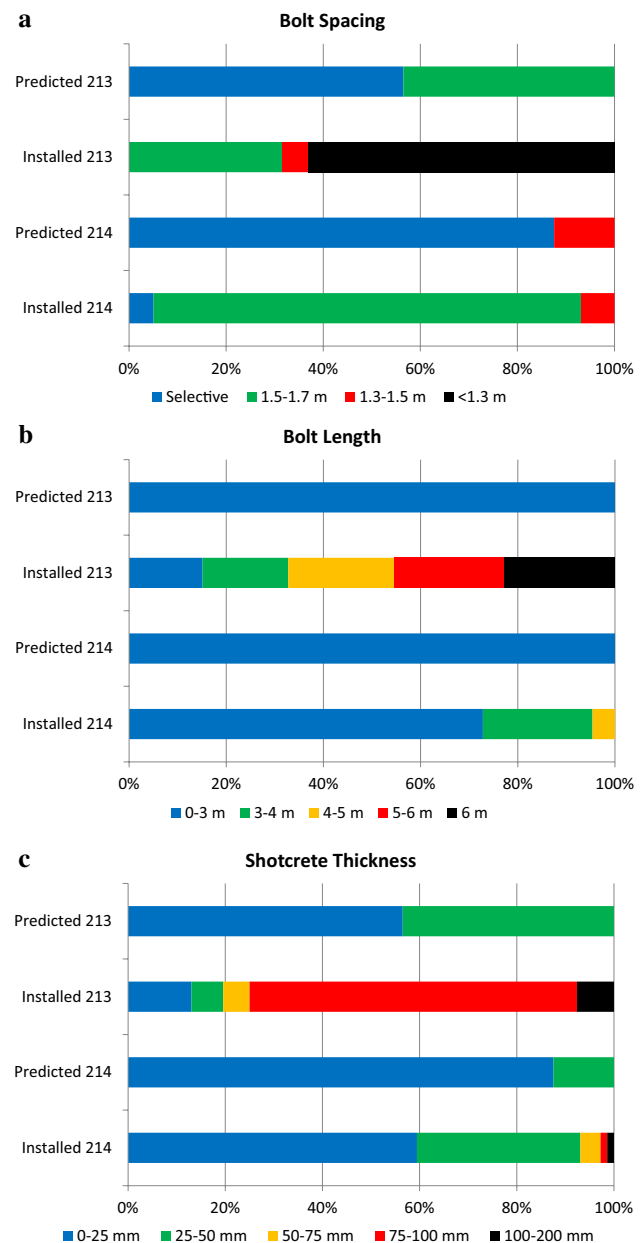 a
Bolt Spacing
Predicted 213
Installed 213
Predicted 214
Installed 214
0% 20% 40% 60% 80% 100%
Selective 1.5-1.7 m 1.3-1.5 m <1.3 m
b
Bolt Length
Predicted 213
Installed 213
Predicted 214
Installed 214
0% 20% 40% 60% 80% 100%
0-3 m 3-4 m 4-5 m 5-6 m 6 m
c
Shotcrete Thickness
Predicted 213
Installed 213
Predicted 214
Installed 214
0% 20% 40% 60% 80% 100%
0-25 mm 25-50 mm 50-75 mm 75-100 mm 100-200 mm